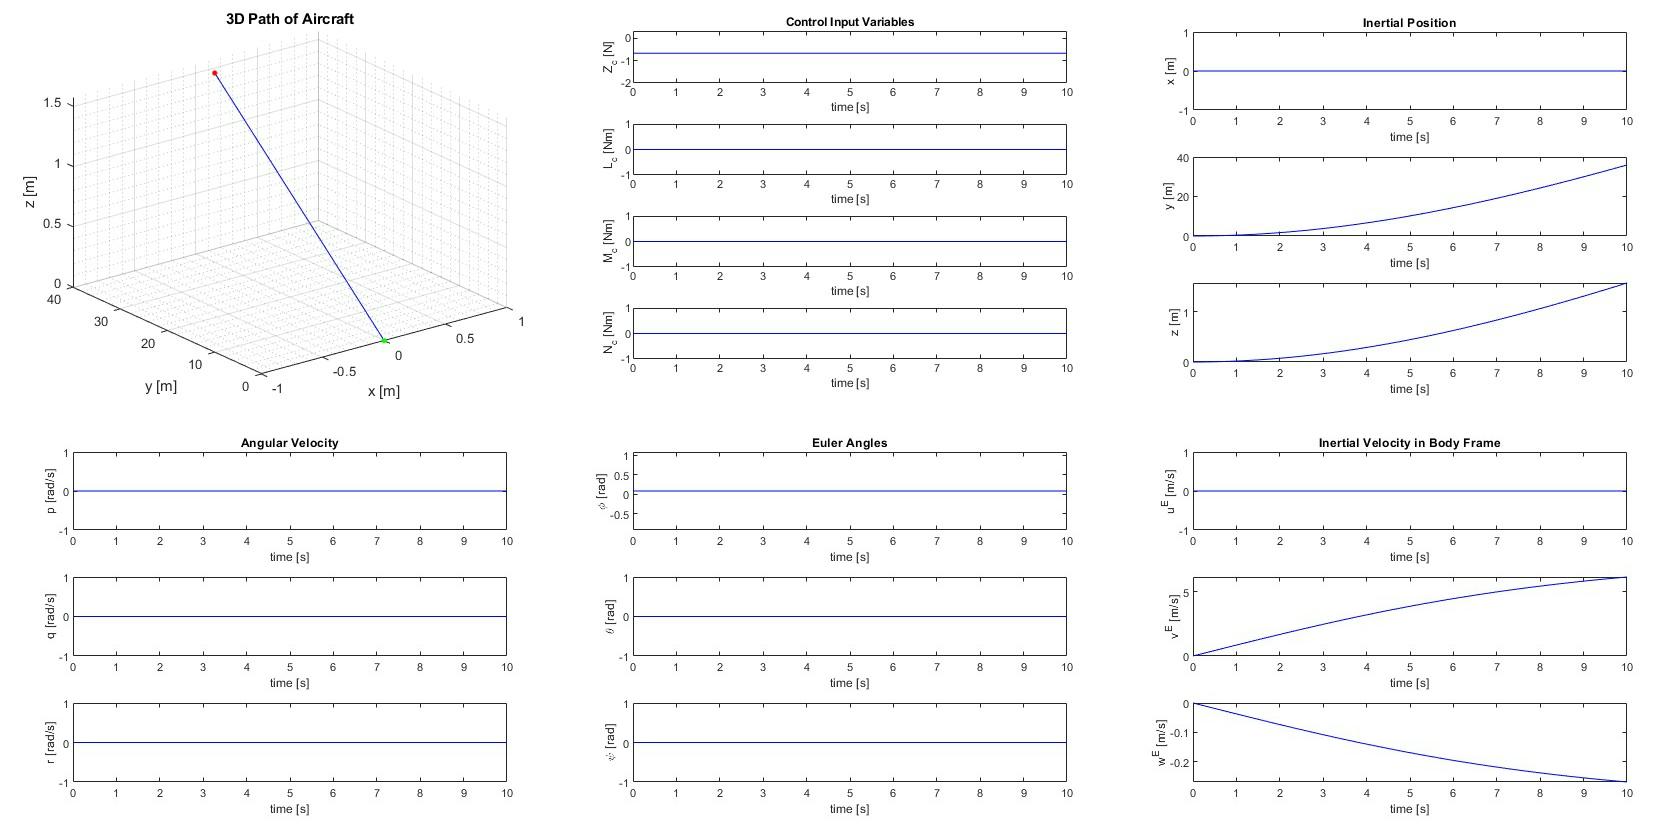 3D Path of Aircraft
1.5
1
0.5
0
z [m]
40
30
20
10
0
y [m]
-1
-0.5
0
0.5
1
x [m]
Control Input Variables
0
-1
-2
Z_c [N]
0 1 2 3 4 5 6 7 8 9 10
time [s]
1
0
-1
L_c [Nm]
0 1 2 3 4 5 6 7 8 9 10
time [s]
1
0
-1
M_c [Nm]
0 1 2 3 4 5 6 7 8 9 10
time [s]
1
0
-1
N_c [Nm]
0 1 2 3 4 5 6 7 8 9 10
time [s]
Inertial Position
1
0
-1
x [m]
0 1 2 3 4 5 6 7 8 9 10
time [s]
40
20
0
y [m]
0 1 2 3 4 5 6 7 8 9 10
time [s]
1
0
z [m]
0 1 2 3 4 5 6 7 8 9 10
time [s]
Angular Velocity
1
0
-1
p [rad/s]
0 1 2 3 4 5 6 7 8 9 10
time [s]
1
0
-1
q [rad/s]
0 1 2 3 4 5 6 7 8 9 10
time [s]
1
0
-1
r [rad/s]
0 1 2 3 4 5 6 7 8 9 10
time [s]
Euler Angles
1
0.5
0
-0.5
ϕ [rad]
0 1 2 3 4 5 6 7 8 9 10
time [s]
1
0
-1
θ [rad]
0 1 2 3 4 5 6 7 8 9 10
time [s]
1
0
-1
ψ [rad]
0 1 2 3 4 5 6 7 8 9 10
time [s]
Inertial Velocity in Body Frame
1
0
-1
u^E [m/s]
0 1 2 3 4 5 6 7 8 9 10
time [s]
5
0
v^E [m/s]
0 1 2 3 4 5 6 7 8 9 10
time [s]
0
-0.1
-0.2
w^E [m/s]
0 1 2 3 4 5 6 7 8 9 10
time [s]